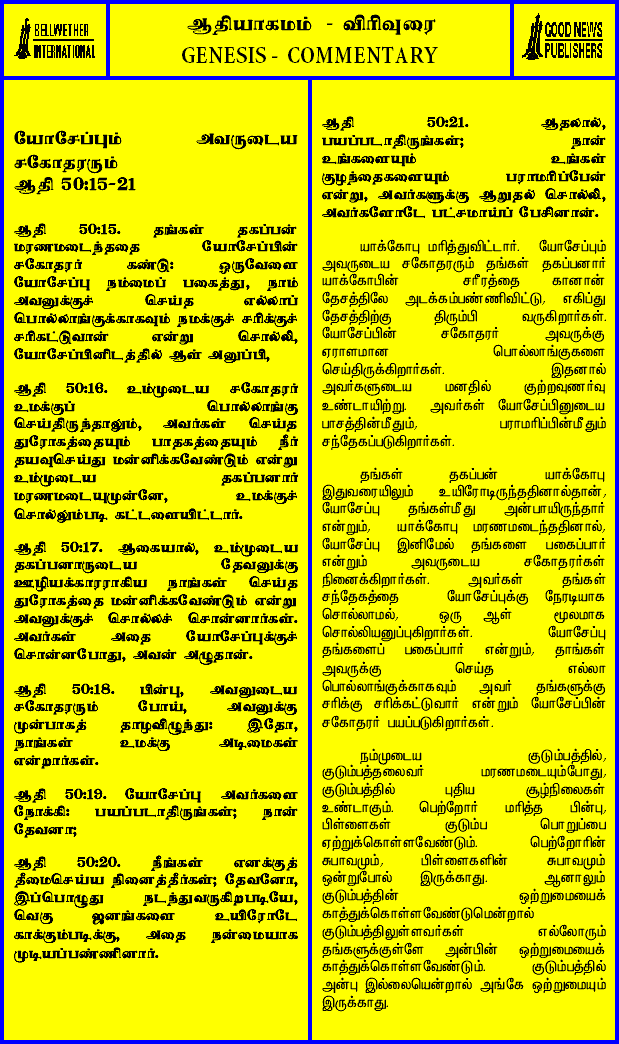 BELLWETHER
INTERNATIONAL
ஆதியாகமம் - விரிவுரை
GENESIS - COMMENTARY
GOOD NEWS
PUBLISHERS
யோசேப்பும் அவருடைய
சகோதரரும்
ஆதி 50:15-21
ஆதி 50:15. தங்கள் தகப்பன்
மரணமடைந்ததை யோசேப்பின்
சகோதரர் கண்டு: ஒருவேளை
யோசேப்பு நம்மைப் பகைத்து, நாம்
அவனுக்குச் செய்த எல்லாப்
பொல்லாங்குக்காகவும் நமக்குச் சரிக்குச்
சரிகட்டுவான் என்று சொல்லி,
யோசேப்பினிடத்தில் ஆள் அனுப்பி,
ஆதி 50:16. உம்முடைய சகோதரர்
உமக்குப் பொல்லாங்கு
செய்திருந்தாலும், அவர்கள் செய்த
துரோகத்தையும் பாதகத்தையும் நீர்
தயவுசெய்து மன்னிக்கவேண்டும் என்று
உம்முடைய தகப்பனார்
மரணமடையுமுன்னே, உமக்குச்
சொல்லும்படி கட்டளையிட்டார்.
ஆதி 50:17. ஆகையால், உம்முடைய
தகப்பனாருடைய தேவனுக்கு
ஊழியக்காரராகிய நாங்கள் செய்த
துரோகத்தை மன்னிக்கவேண்டும் என்று
அவனுக்குச் சொல்லச் சொன்னார்கள்.
அவர்கள் அதை யோசேப்புக்குச்
சொன்னபோது, அவன் அழுதான்.
ஆதி 50:18. பின்பு, அவனுடைய
சகோதரரும் போய், அவனுக்கு
முன்பாகத் தாழவிழுந்து: இதோ,
நாங்கள் உமக்கு அடிமைகள்
என்றார்கள்.
ஆதி 50:19. யோசேப்பு அவர்களை
நோக்கி: பயப்படாதிருங்கள்; நான்
தேவனா;
ஆதி 50:20. நீங்கள் எனக்குத்
தீமைசெய்ய நினைத்தீர்கள்; தேவனோ,
இப்பொழுது நடந்துவருகிறபடியே,
வெகு ஜனங்களை உயிரோடே
காக்கும்படிக்கு, அதை நன்மையாக
முடியப்பண்ணினார்.
ஆதி 50:21. ஆதலால்,
பயப்படாதிருங்கள்; நான்
உங்களையும் உங்கள்
குழந்தைகளையும் பராமரிப்பேன்
என்று, அவர்களுக்கு ஆறுதல் சொல்லி,
அவர்களோடே பட்சமாய்ப் பேசினான்.
யாக்கோபு மரித்துவிட்டார். யோசேப்பும்
அவருடைய சகோதரரும் தங்கள் தகப்பனார்
யாக்கோபின் சரீரத்தை கானான்
தேசத்திலே அடக்கம்பண்ணிவிட்டு, எகிப்து
தேசத்திற்கு திரும்பி வருகிறார்கள்.
யோசேப்பின் சகோதரர் அவருக்கு
ஏராளமான பொல்லாங்குகளை
செய்திருக்கிறார்கள். இதனால்
அவர்களுடைய மனதில் குற்றவுணர்வு
உண்டாயிற்று. அவர்கள் யோசேப்பினுடைய
பாசத்தின்மீதும், பராமரிப்பின்மீதும்
சந்தேகப்படுகிறார்கள்.
தங்கள் தகப்பன் யாக்கோபு
இதுவரையிலும் உயிரோடிருந்ததினால்தான்,
யோசேப்பு தங்கள்மீது அன்பாயிருந்தார்
என்றும், யாக்கோபு மரணமடைந்ததினால்,
யோசேப்பு இனிமேல் தங்களை பகைப்பார்
என்றும் அவருடைய சகோதரர்கள்
நினைக்கிறார்கள். அவர்கள் தங்கள்
சந்தேகத்தை யோசேப்புக்கு நேரடியாக
சொல்லாமல், ஒரு ஆள் மூலமாக
சொல்லியனுப்புகிறார்கள். யோசேப்பு
தங்களைப் பகைப்பார் என்றும், தாங்கள்
அவருக்கு செய்த எல்லா
பொல்லாங்குக்காகவும் அவர் தங்களுக்கு
சரிக்கு சரிக்கட்டுவார் என்றும் யோசேப்பின்
சகோதரர் பயப்படுகிறார்கள்.
நம்முடைய குடும்பத்தில்,
குடும்பத்தலைவர் மரணமடையும்போது,
குடும்பத்தில் புதிய சூழ்நிலைகள்
உண்டாகும். பெற்றோர் மரித்த பின்பு,
பிள்ளைகள் குடும்ப பொறுப்பை
ஏற்றுக்கொள்ளவேண்டும். பெற்றோரின்
சுபாவமும், பிள்ளைகளின் சுபாவமும்
ஒன்றுபோல் இருக்காது. ஆனாலும்
குடும்பத்தின் ஒற்றுமையைக்
காத்துக்கொள்ளவேண்டுமென்றால்
குடும்பத்திலுள்ளவர்கள் எல்லோரும்
தங்களுக்குள்ளே அன்பின் ஒற்றுமையைக்
காத்துக்கொள்ளவேண்டும். குடும்பத்தில்
அன்பு இல்லையென்றால் அங்கே ஒற்றுமையும்
இருக்காது.